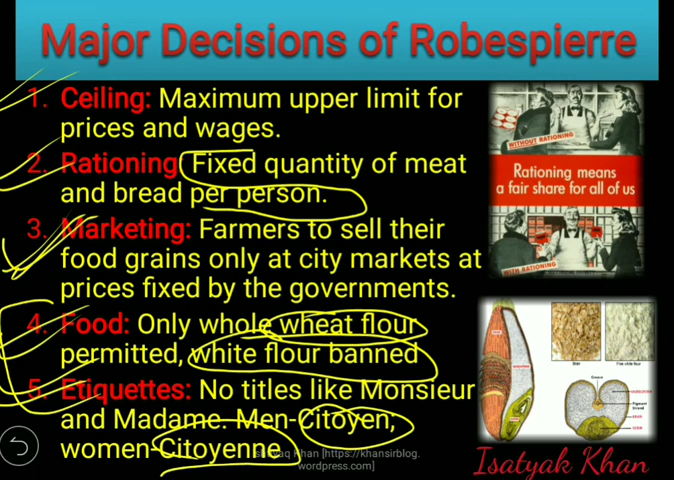 Major Decisions of Robespierre
1. Ceiling: Maximum upper limit for
prices and wages.
2. Rationing: Fixed quantity of meat
and bread per person.
3. Marketing: Farmers to sell their
food grains only at city markets at
prices fixed by the governments.
4. Food: Only whole wheat flour
permitted, white flour banned
5. Etiquettes: No titles like Monsieur
and Madame. Men-Citoyen;
women-Citoyenne
Khan [https://khansirblog.
wordpress.com]
WITHOUT RATIONING
Rationing means
a fair share for all of us
WITH RATIONING
Isatyak Khan